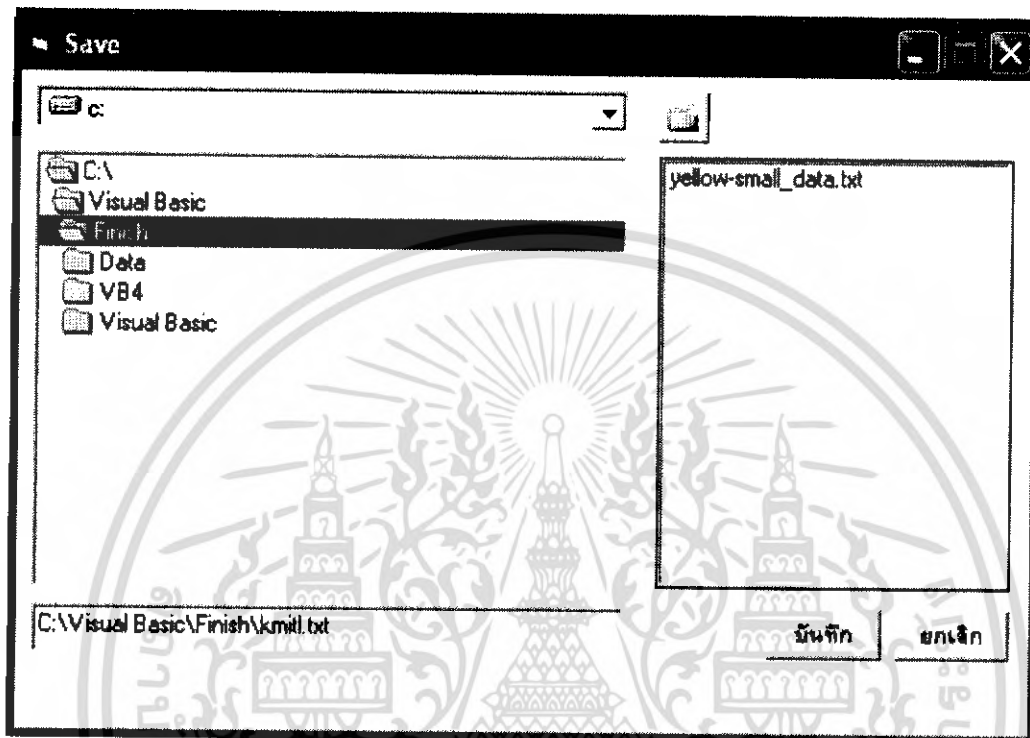 Save
c:
C:\
Visual Basic
Finish
Data
VB4
Visual Basic
yellow-small_data.txt
C:\Visual Basic\Finish\kmitl.txt
บันทึก
ยกเลิก